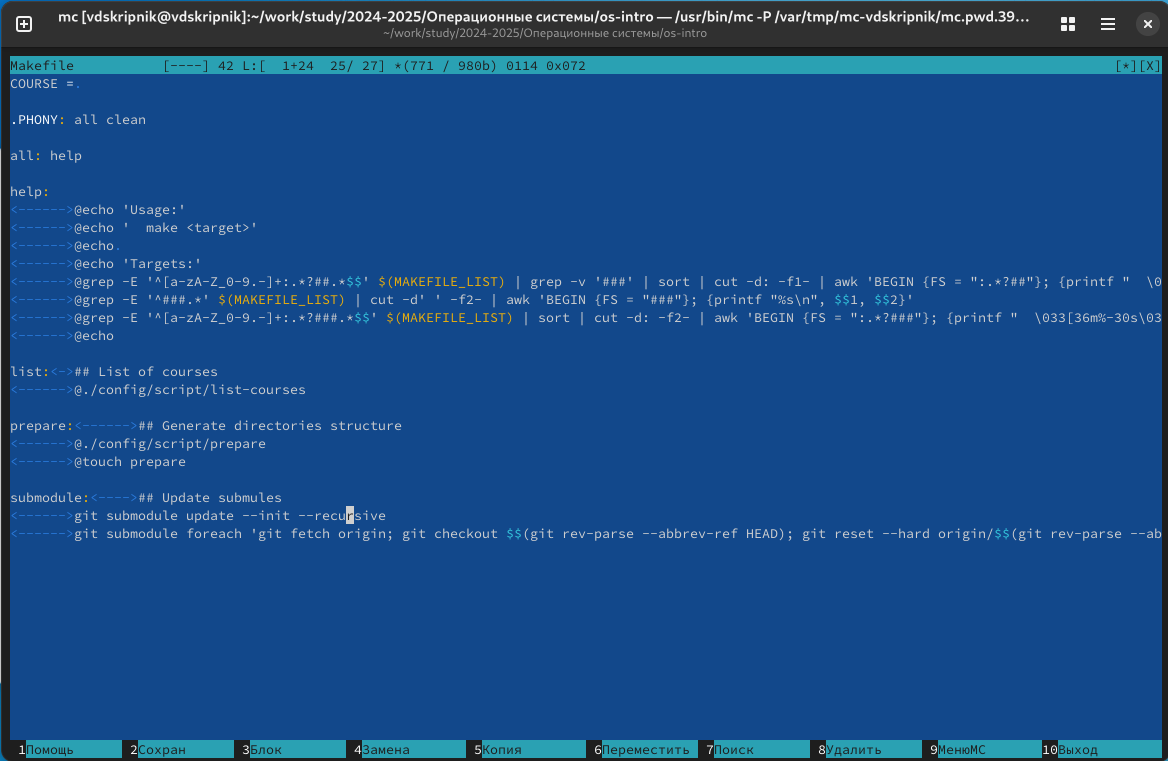 mc [vdskripnik@vdskripnik]:~/work/study/2024-2025/Операционные системы/os-intro — /usr/bin/mc -P /var/tmp/mc-vdskripnik/mc.pwd.39…
~/work/study/2024-2025/Операционные системы/os-intro
Makefile [----] 42 L:[ 1+24 25/ 27] *(771 / 980b) 0114 0x072 [*][X]
COURSE =.
.PHONY: all clean
all: help
help:
<------>@echo 'Usage:'
<------>@echo '  make <target>'
<------>@echo.
<------>@echo 'Targets:'
<------>@grep -E '^[a-zA-Z_0-9.-]+:.*?##.*$$' $(MAKEFILE_LIST) | grep -v '###' | sort | cut -d: -f1- | awk 'BEGIN {FS = ":.*?##"}; {printf "  \0
<------>@grep -E '^###.*' $(MAKEFILE_LIST) | cut -d' ' -f2- | awk 'BEGIN {FS = "###"}; {printf "%s\n", $$1, $$2}'
<------>@grep -E '^[a-zA-Z_0-9.-]+:.*?###.*$$' $(MAKEFILE_LIST) | sort | cut -d: -f2- | awk 'BEGIN {FS = ":.*?###"}; {printf "  \033[36m%-30s\03
<------>@echo
list:<->## List of courses
<------>@./config/script/list-courses
prepare:<------>## Generate directories structure
<------>@./config/script/prepare
<------>@touch prepare
submodule:<---->## Update submules
<------>git submodule update --init --recursive
<------>git submodule foreach 'git fetch origin; git checkout $$(git rev-parse --abbrev-ref HEAD); git reset --hard origin/$$(git rev-parse --ab
1Помощь 2Сохран 3Блок 4Замена 5Копия 6Переместить 7Поиск 8Удалить 9МенюMC 10Выход